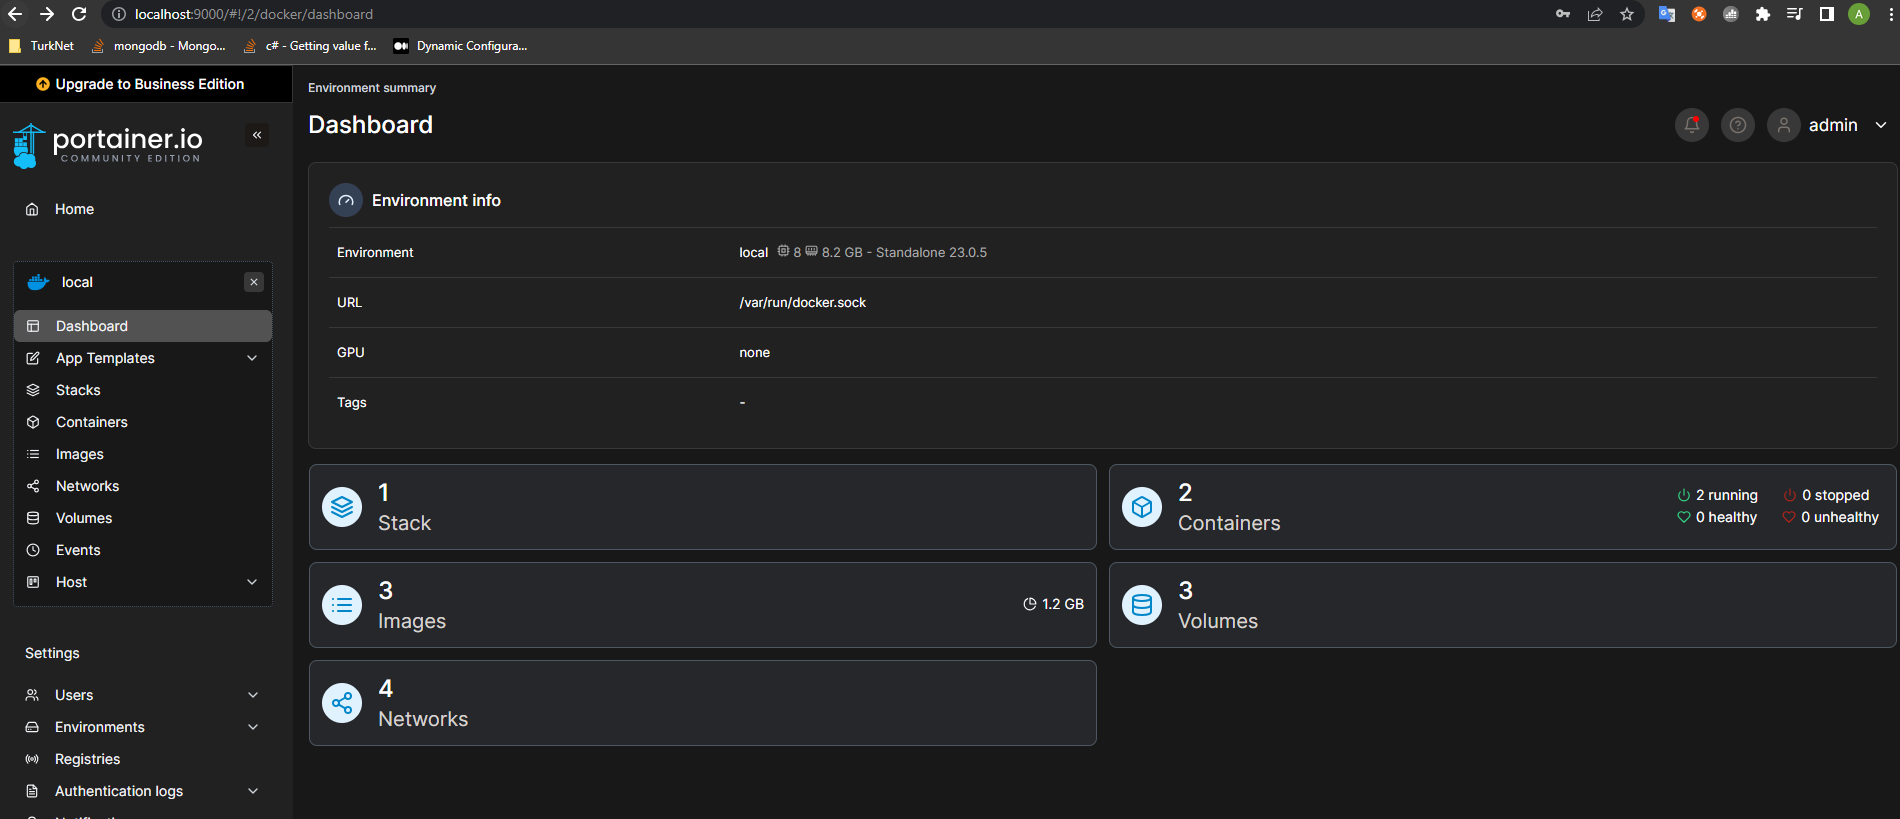 localhost:9000/#!/2/docker/dashboard
TurkNet
mongodb - Mongo...
c# - Getting value f...
Dynamic Configura...
A
Upgrade to Business Edition
portainer.io
COMMUNITY EDITION
Home
local
Dashboard
App Templates
Stacks
Containers
Images
Networks
Volumes
Events
Host
Settings
Users
Environments
Registries
Authentication logs
Environment summary
Dashboard
admin
Environment info
Environment local 8 8.2 GB - Standalone 23.0.5
URL /var/run/docker.sock
GPU none
Tags -
1
Stack
2
Containers
2 running 0 stopped
0 healthy 0 unhealthy
3
Images
1.2 GB
3
Volumes
4
Networks